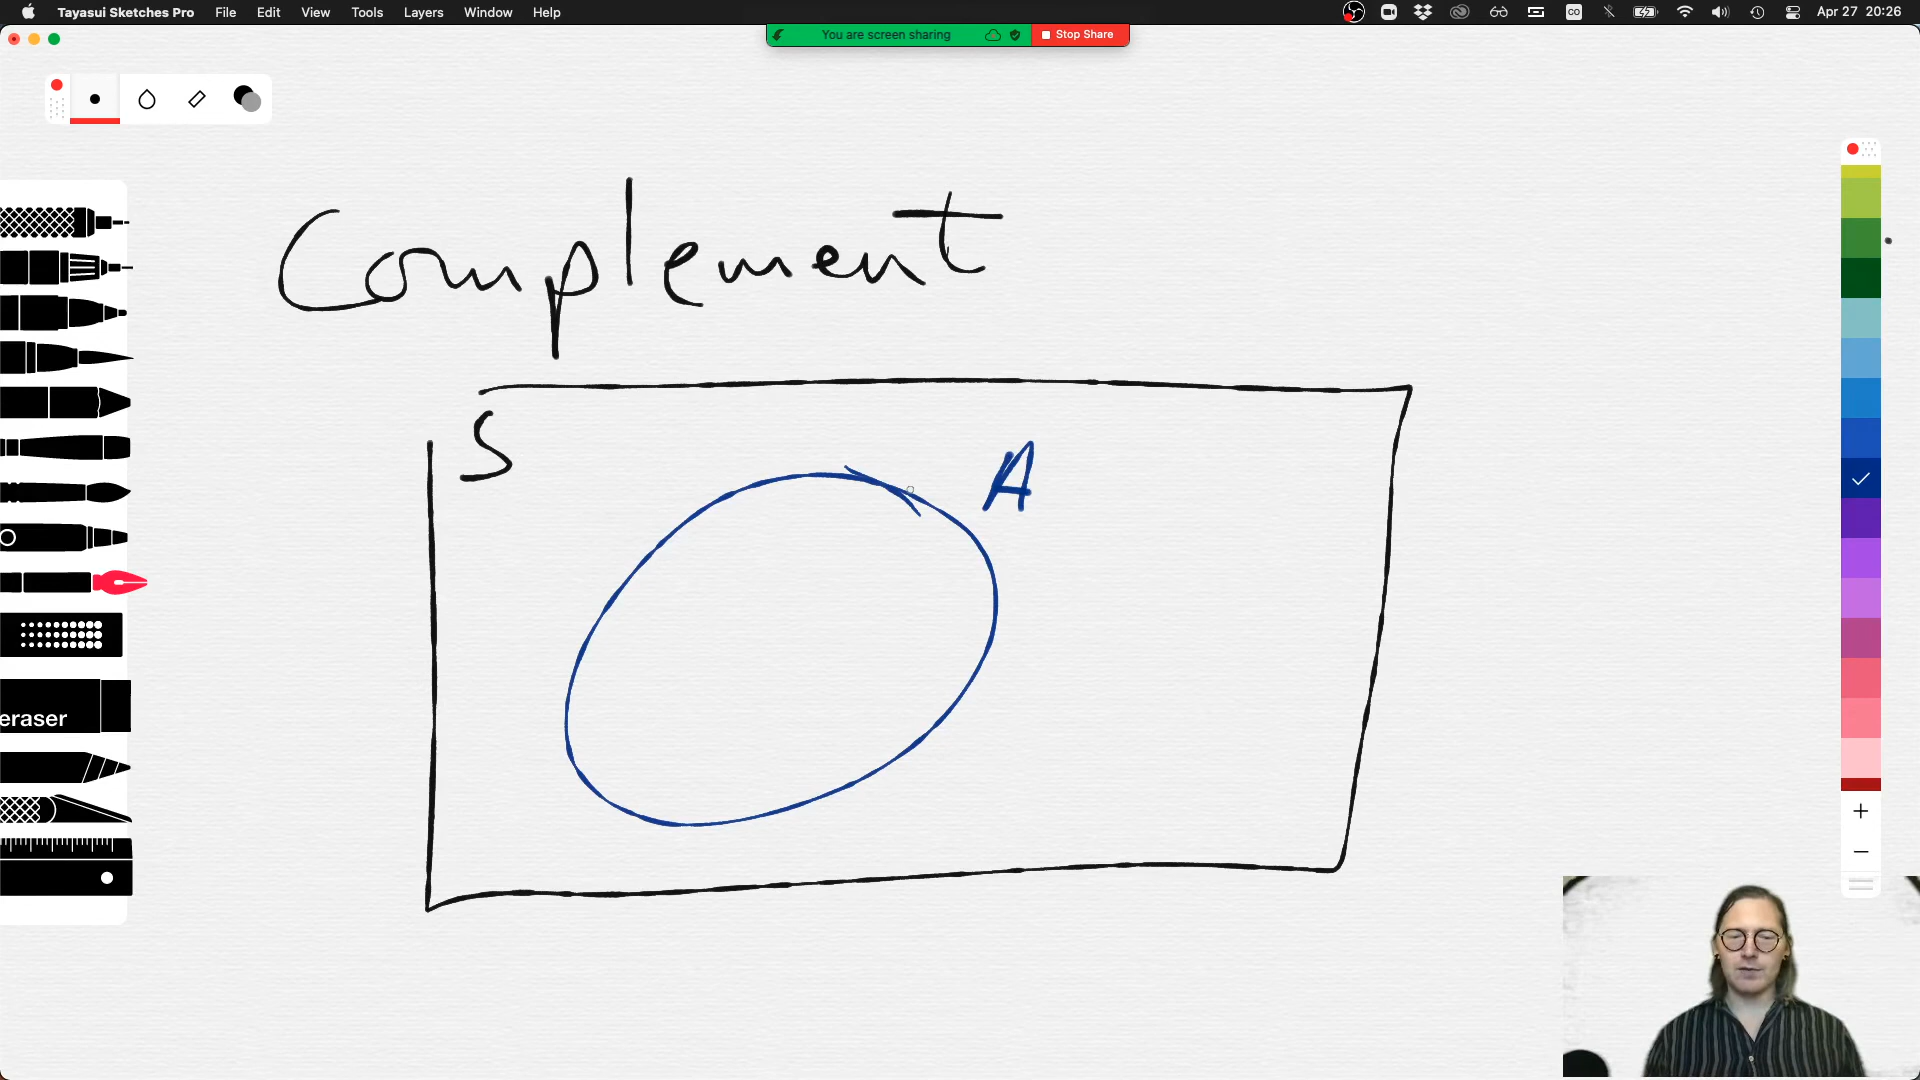 Tayasui Sketches Pro File Edit View Tools Layers Window Help
Apr 27 20:26
You are screen sharing
Stop Share
Complement
S
A
eraser